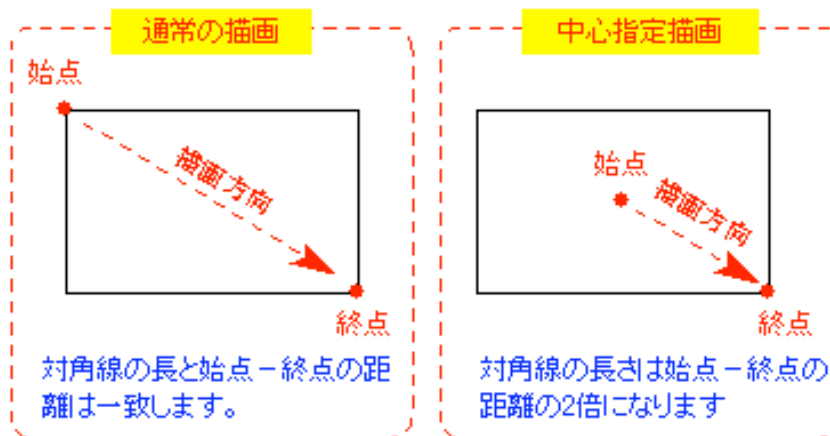 通常の描画
始点
描画方向
終点
対角線の長と始点－終点の距
離は一致します。
中心指定描画
始点
描画方向
終点
対角線の長さは始点－終点の
距離の2倍になります